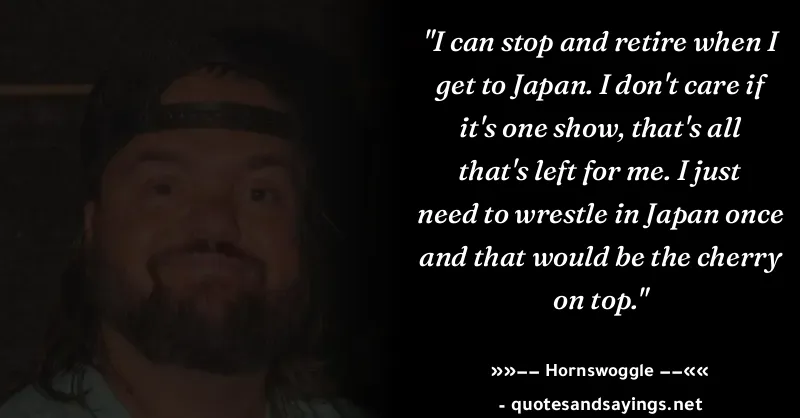 "I can stop and retire when I
get to Japan. I don't care if
it's one show, that's all
that's left for me. I just
need to wrestle in Japan once
and that would be the cherry
on top."
»»−− Hornswoggle −−««
- quotesandsayings.net